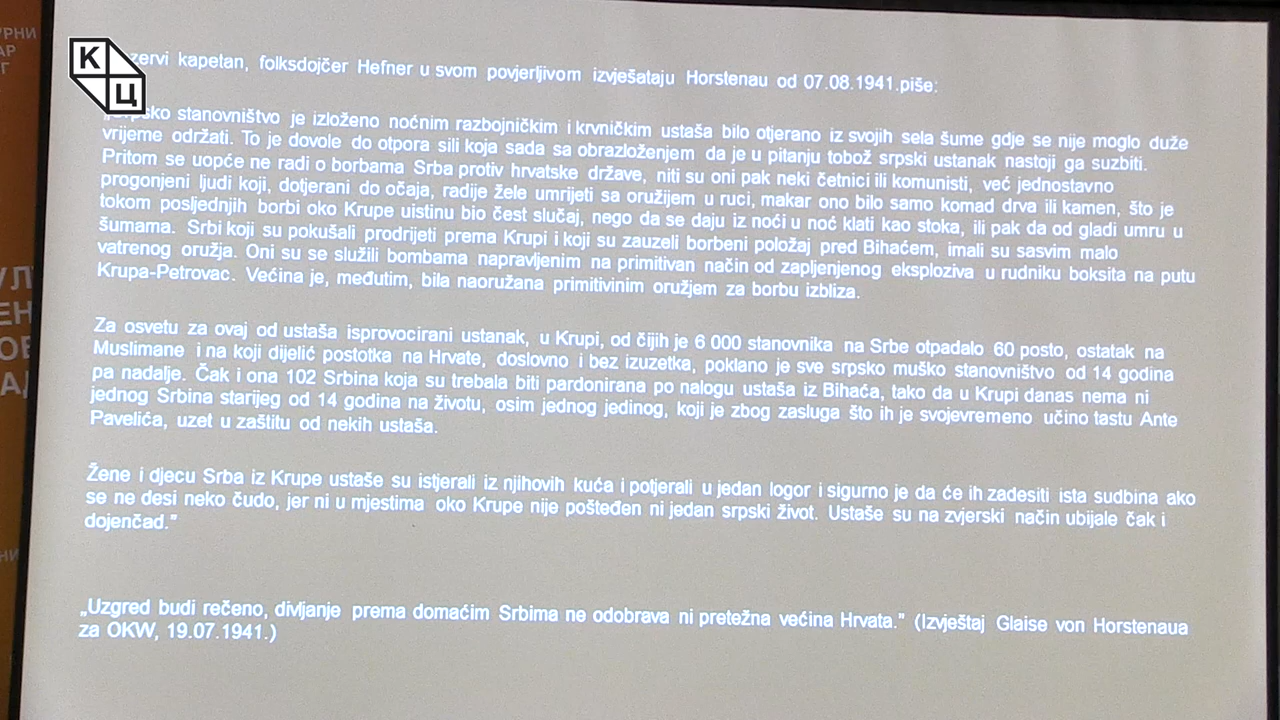 К
Ц
УРНИ
АР
Г
kapetan, folksdojčer Hefner u svom povjerljivom izvješataju Horstenau od 07.08.1941.piše:
stanovništvo je izloženo noćnim razbojničkim i krvničkim ustaša bilo otjerano iz svojih sela šume gdje se nije moglo duže
vrijeme održati. To je dovole do otpora sili koja sada sa obrazloženjem da je u pitanju tobož srpski ustanak nastoji ga suzbiti.
Pritom se uopće ne radi o borbama Srba protiv hrvatske države, niti su oni pak neki četnici ili komunisti, već jednostavno
progonjeni ljudi koji, dotjerani do očaja, radije žele umrijeti sa oružijem u ruci, makar ono bilo samo komad drva ili kamen, što je
tokom posljednjih borbi oko Krupe uistinu bio čest slučaj, nego da se daju iz noći u noć klati kao stoka, ili pak da od gladi umru u
šumama. Srbi koji su pokušali prodrijeti prema Krupi i koji su zauzeli borbeni položaj pred Bihaćem, imali su sasvim malo
vatrenog oružja. Oni su se služili bombama napravljenim na primitivan način od zapljenjenog eksploziva u rudniku boksita na putu
Krupa-Petrovac. Većina je, međutim, bila naoružana primitivinim oružjem za borbu izbliza.
Za osvetu za ovaj od ustaša isprovocirani ustanak, u Krupi, od čijih je 6 000 stanovnika na Srbe otpadalo 60 posto, ostatak na
Muslimane i na koji dijelić postotka na Hrvate, doslovno i bez izuzetka, poklano je sve srpsko muško stanovništvo od 14 godina
pa nadalje. Čak i ona 102 Srbina koja su trebala biti pardonirana po nalogu ustaša iz Bihaća, tako da u Krupi danas nema ni
jednog Srbina starijeg od 14 godina na životu, osim jednog jedinog, koji je zbog zasluga što ih je svojevremeno učino tastu Ante
Pavelića, uzet u zaštitu od nekih ustaša.
Žene i djecu Srba iz Krupe ustaše su istjerali iz njihovih kuća i potjerali u jedan logor i sigurno je da će ih zadesiti ista sudbina ako
se ne desi neko čudo, jer ni u mjestima oko Krupe nije pošteđen ni jedan srpski život. Ustaše su na zvjerski način ubijale čak i
dojenčad."
„Uzgred budi rečeno, divljanje prema domaćim Srbima ne odobrava ni pretežna većina Hrvata." (Izvještaj Glaise von Horstenaua
za OKW, 19.07.1941.)